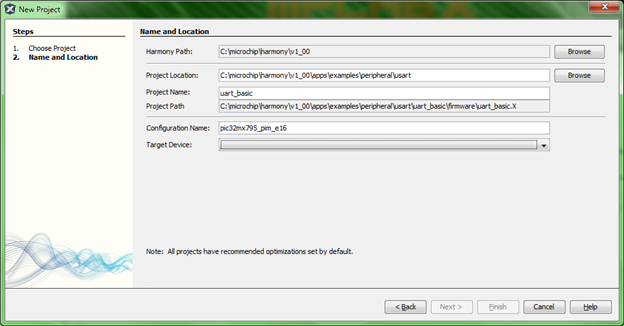 New Project
Steps
1. Choose Project
2. Name and Location
Name and Location
Harmony Path: C:\microchip\harmony\v1_00 Browse
Project Location: C:\microchip\harmony\v1_00\apps\examples\peripheral\usart Browse
Project Name: uart_basic
Project Path C:\microchip\harmony\v1_00\apps\examples\peripheral\usart\uart_basic\firmware\uart_basic.X
Configuration Name: pic32mx795_pim_e16
Target Device:
Note: All projects have recommended optimizations set by default.
< Back Next > Finish Cancel Help